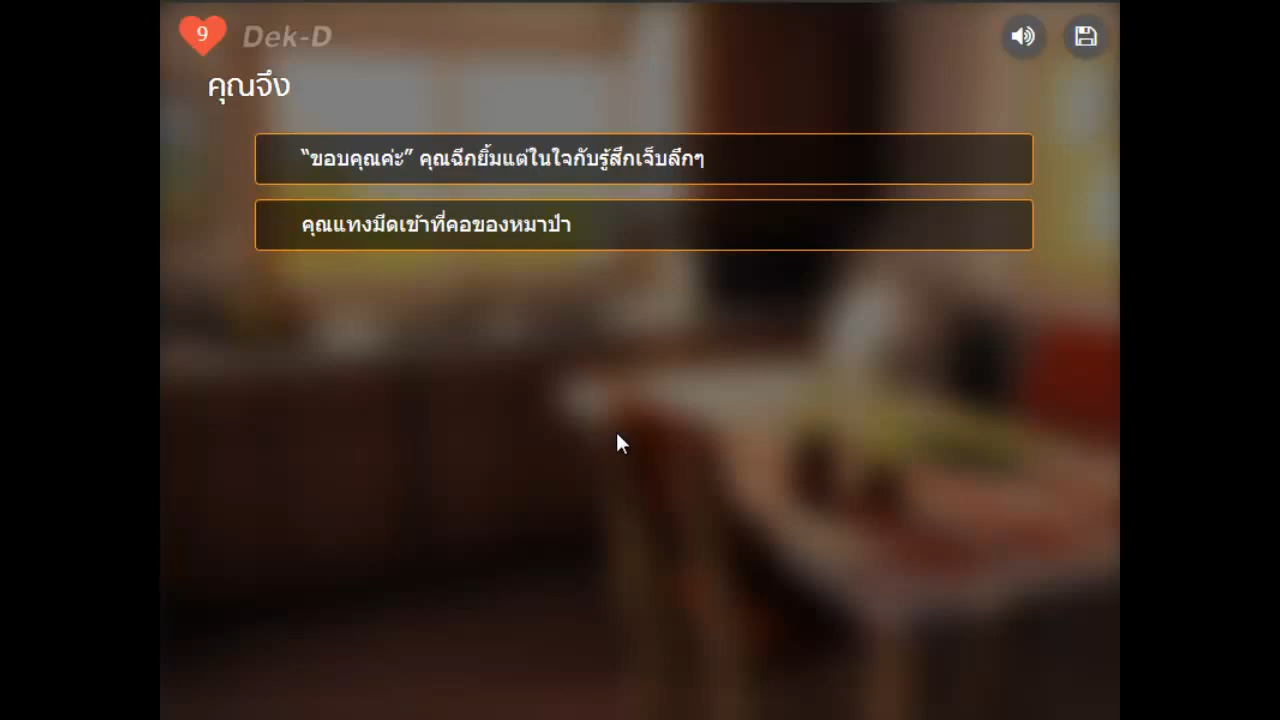 9
Dek-D
คุณจึง
“ขอบคุณค่ะ” คุณฉีกยิ้มแต่ในใจกับรู้สึกเจ็บลึกๆ
คุณแทงมีดเข้าที่คอของหมาป่า